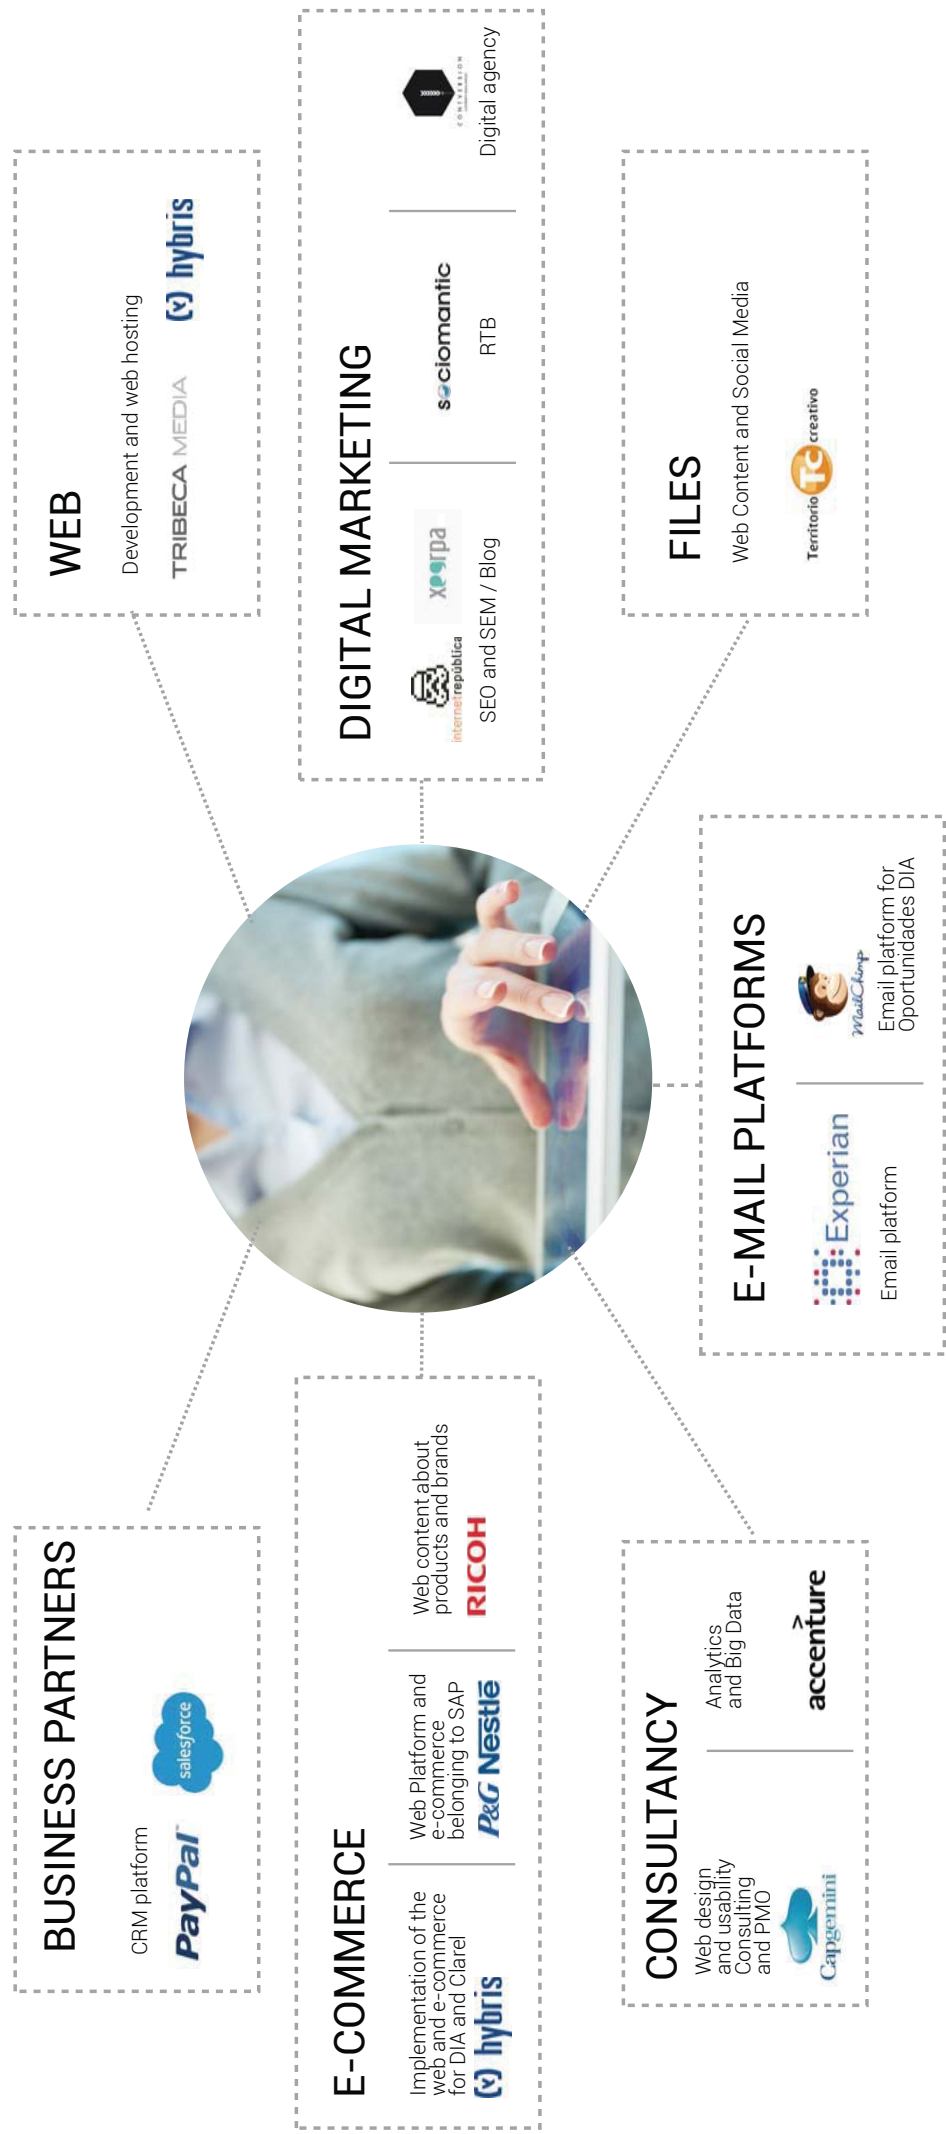 BUSINESS PARTNERS
CRM platform
PayPal
salesforce
WEB
Development and web hosting
TRIBECA MEDIA
(y) hybris
E-COMMERCE
Implementation of the
web and e-commerce
for DIA and Clarel
(y) hybris
Web Platform and
e-commerce
belonging to SAP
P&G Nestlé
Web content about
products and brands
RICOH
DIGITAL MARKETING
internetrepública
xeerpa
SEO and SEM / Blog
sociomantic
RTB
CONTVERSION
Digital agency
CONSULTANCY
Web design
and usability
Consulting
and PMO
Capgemini
Analytics
and Big Data
accenture
E-MAIL PLATFORMS
Experian
Email platform
MailChimp
Email platform for
Oportunidades DIA
FILES
Web Content and Social Media
Territorio Tc creativo